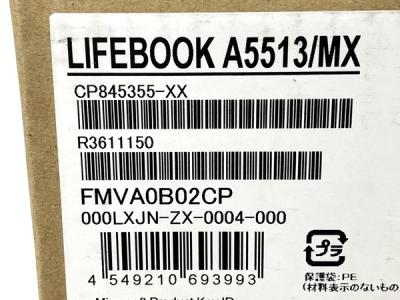 LIFEBOOK A5513/MX
CP845355-XX
R3611150
FMVA0B02CP
000LXJN-ZX-0004-000
4 549210 693993
プラ
保護袋:PE
(材料表示のないもの